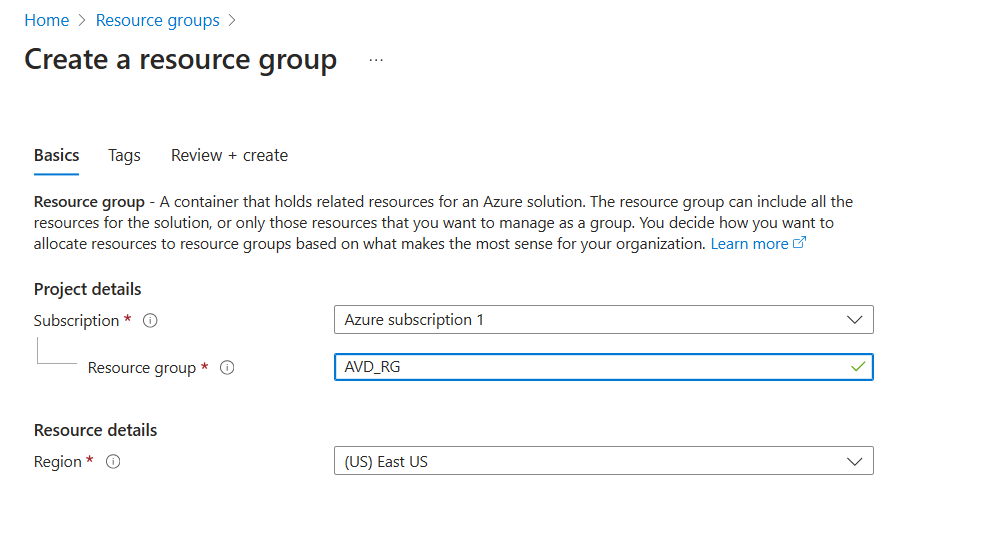 Home > Resource groups >
Create a resource group ...
Basics Tags Review + create
Resource group - A container that holds related resources for an Azure solution. The resource group can include all the
resources for the solution, or only those resources that you want to manage as a group. You decide how you want to
allocate resources to resource groups based on what makes the most sense for your organization. Learn more
Project details
Subscription * Azure subscription 1
Resource group * AVD_RG
Resource details
Region * (US) East US